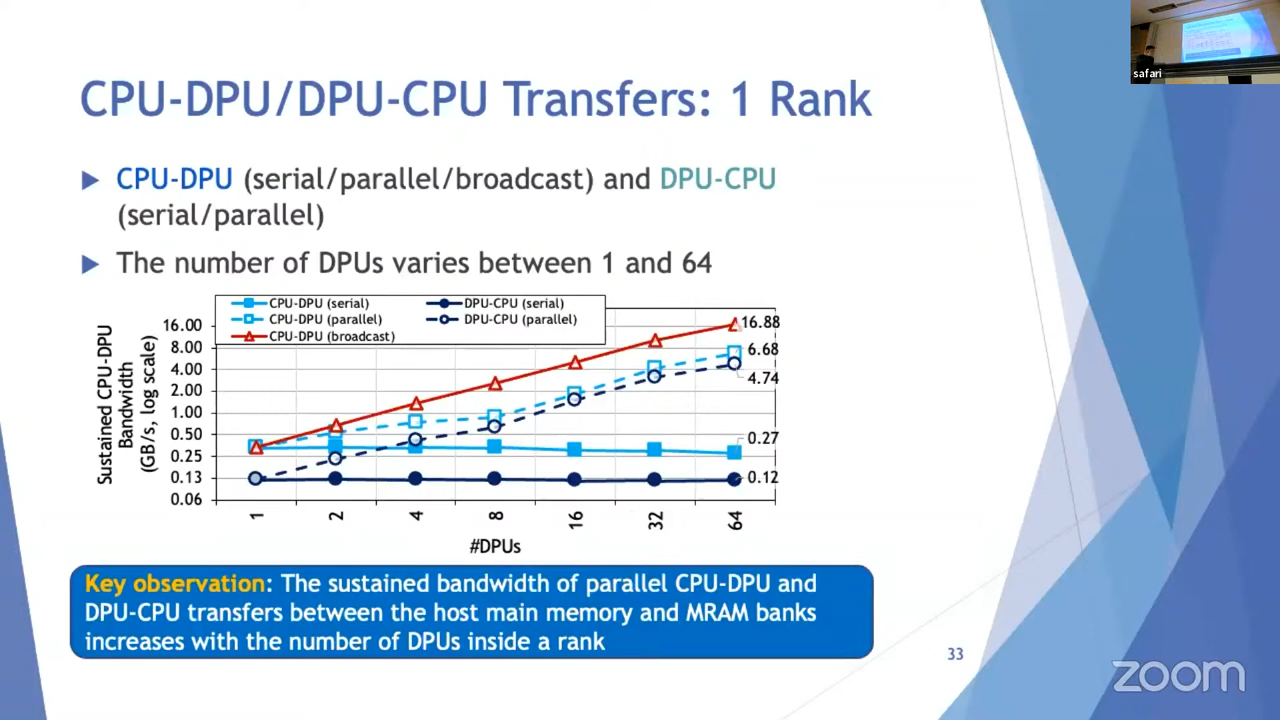 safari
CPU-DPU/DPU-CPU Transfers: 1 Rank
CPU-DPU (serial/parallel/broadcast) and DPU-CPU
(serial/parallel)
The number of DPUs varies between 1 and 64
CPU-DPU (serial)
DPU-CPU (serial)
CPU-DPU (parallel)
DPU-CPU (parallel)
CPU-DPU (broadcast)
Sustained CPU-DPU
Bandwidth
(GB/s, log scale)
16.00
8.00
4.00
2.00
1.00
0.50
0.25
0.13
0.06
16.88
6.68
4.74
0.27
0.12
1 2 4 8 16 32 64
#DPUs
Key observation: The sustained bandwidth of parallel CPU-DPU and
DPU-CPU transfers between the host main memory and MRAM banks
increases with the number of DPUs inside a rank
33
zoom